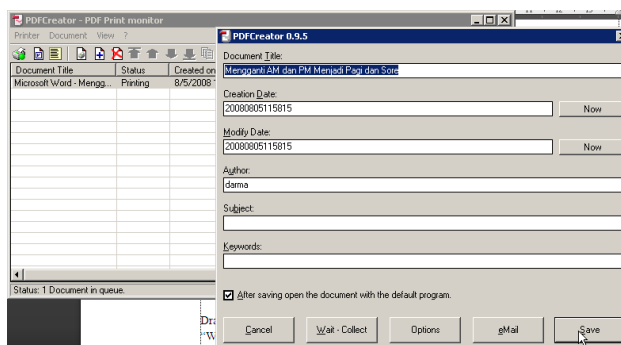 PDFCreator - PDF Print monitor
Printer Document View ?
Document Title Status Created on
Microsoft Word - Mengg... Printing 8/5/2008
Status: 1 Document in queue.
PDFCreator 0.9.5
Document Title:
Mengganti AM dan PM Menjadi Pagi dan Sore
Creation Date:
20080805115815 Now
Modify Date:
20080805115815 Now
Author:
darma
Subject:
Keywords:
After saving open the document with the default program.
Cancel Wait - Collect Options eMail Save